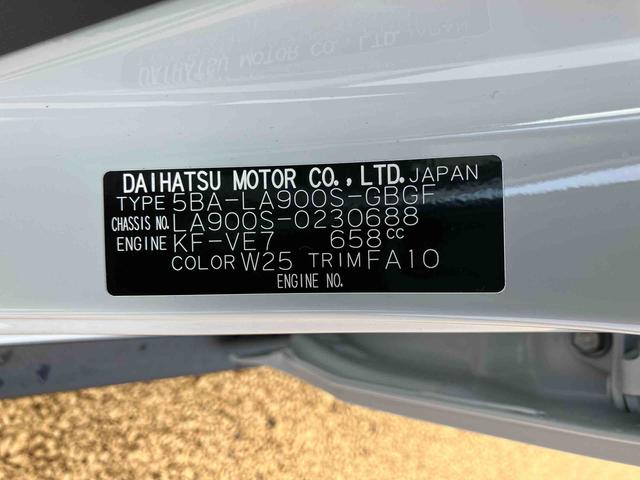 DAIHATSU MOTOR CO., LTD. JAPAN
TYPE 5BA-LA900S-GBGF
CHASSIS NO. LA900S-0230688
ENGINE KF-VE7 658CC
COLOR W25 TRIM FA10
ENGINE NO.